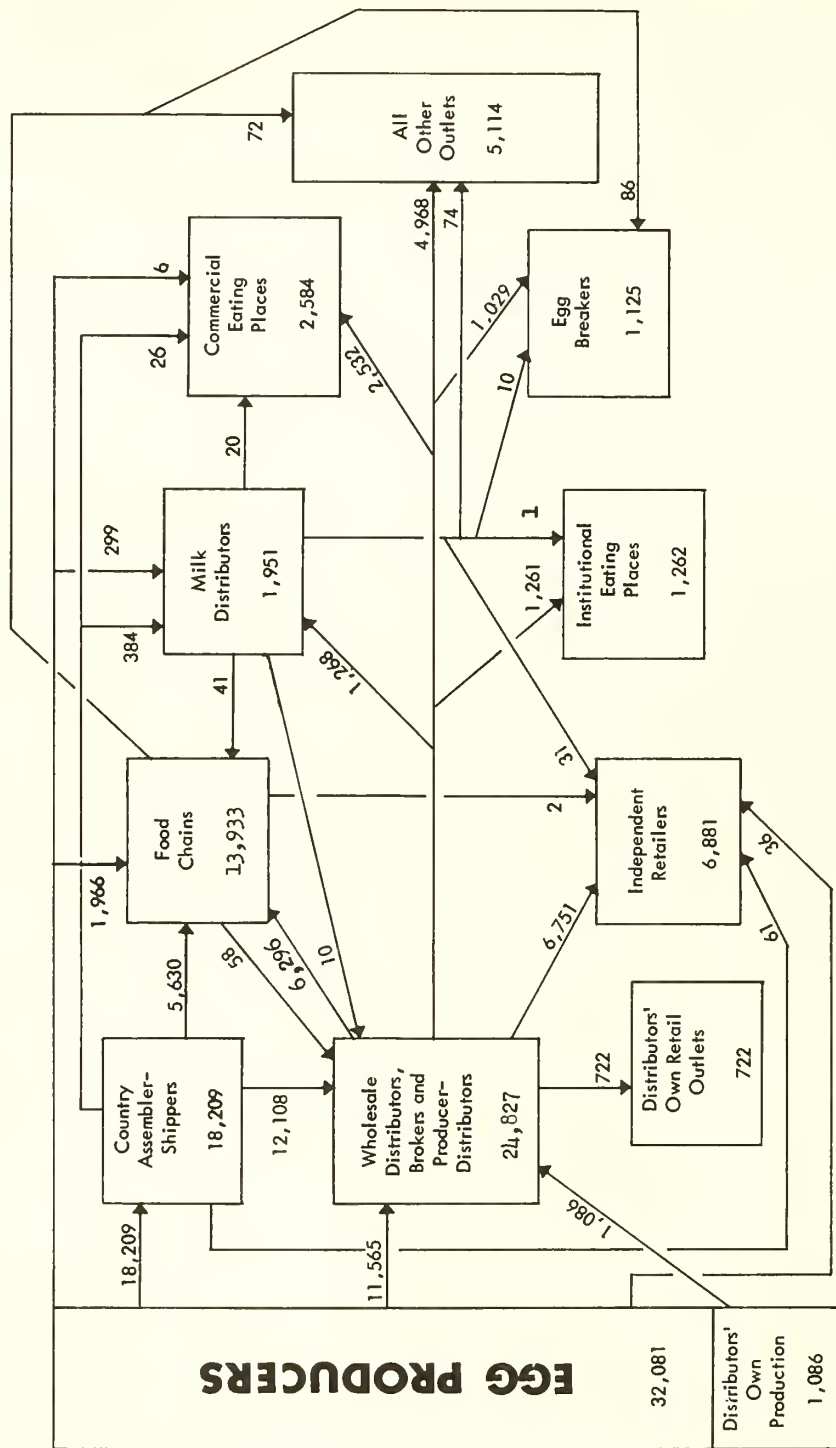 EGG PRODUCERS
32,081
Distributors'
Own
Production
1,086
18,209
11,565
1,086
Country
Assembler-
Shippers
18,209
12,108
5,630
1,966
Wholesale
Distributors,
Brokers and
Producer-
Distributors
24,827
722
Distributors'
Own Retail
Outlets
722
58
6,296
10
6,751
Food
Chains
13,933
2
Independent
Retailers
6,881
61
36
31
41
384
299
Milk
Distributors
1,951
1,268
20
1,261
1
Institutional
Eating
Places
1,262
26
6
Commercial
Eating
Places
2,584
2,532
10
1,029
Egg
Breakers
1,125
86
4,968
74
72
All
Other
Outlets
5,114